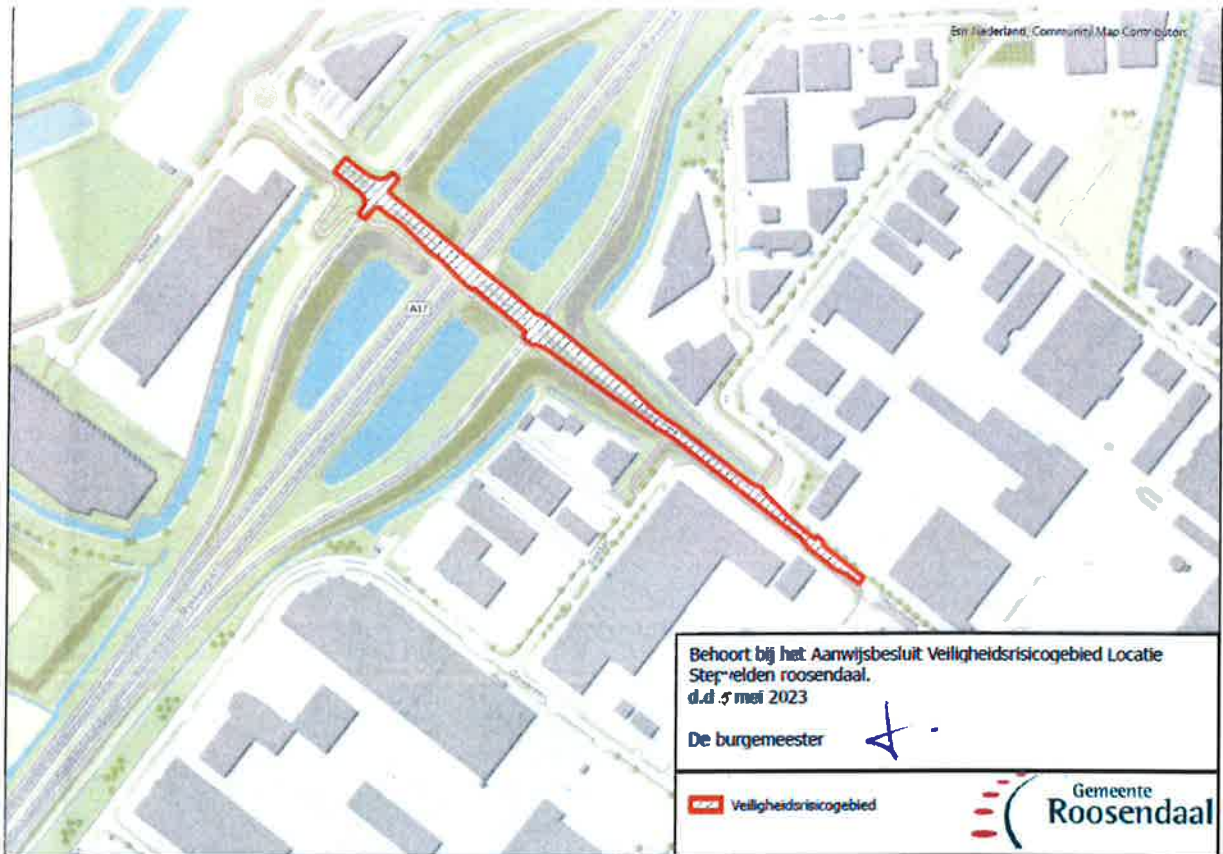 Esri Nederland, Community Map Contributors
A17
Behoort bij het Aanwijsbesluit Veiligheidsrisicogebied Locatie
roosendaal.
d.d 5 mei 2023
De burgemeester
Veiligheidsrisicogebied
Gemeente
Roosendaal